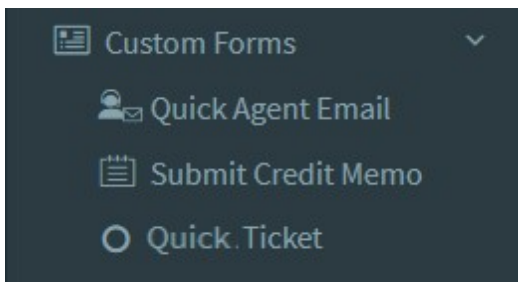 Custom Forms
Quick Agent Email
Submit Credit Memo
Quick.Ticket